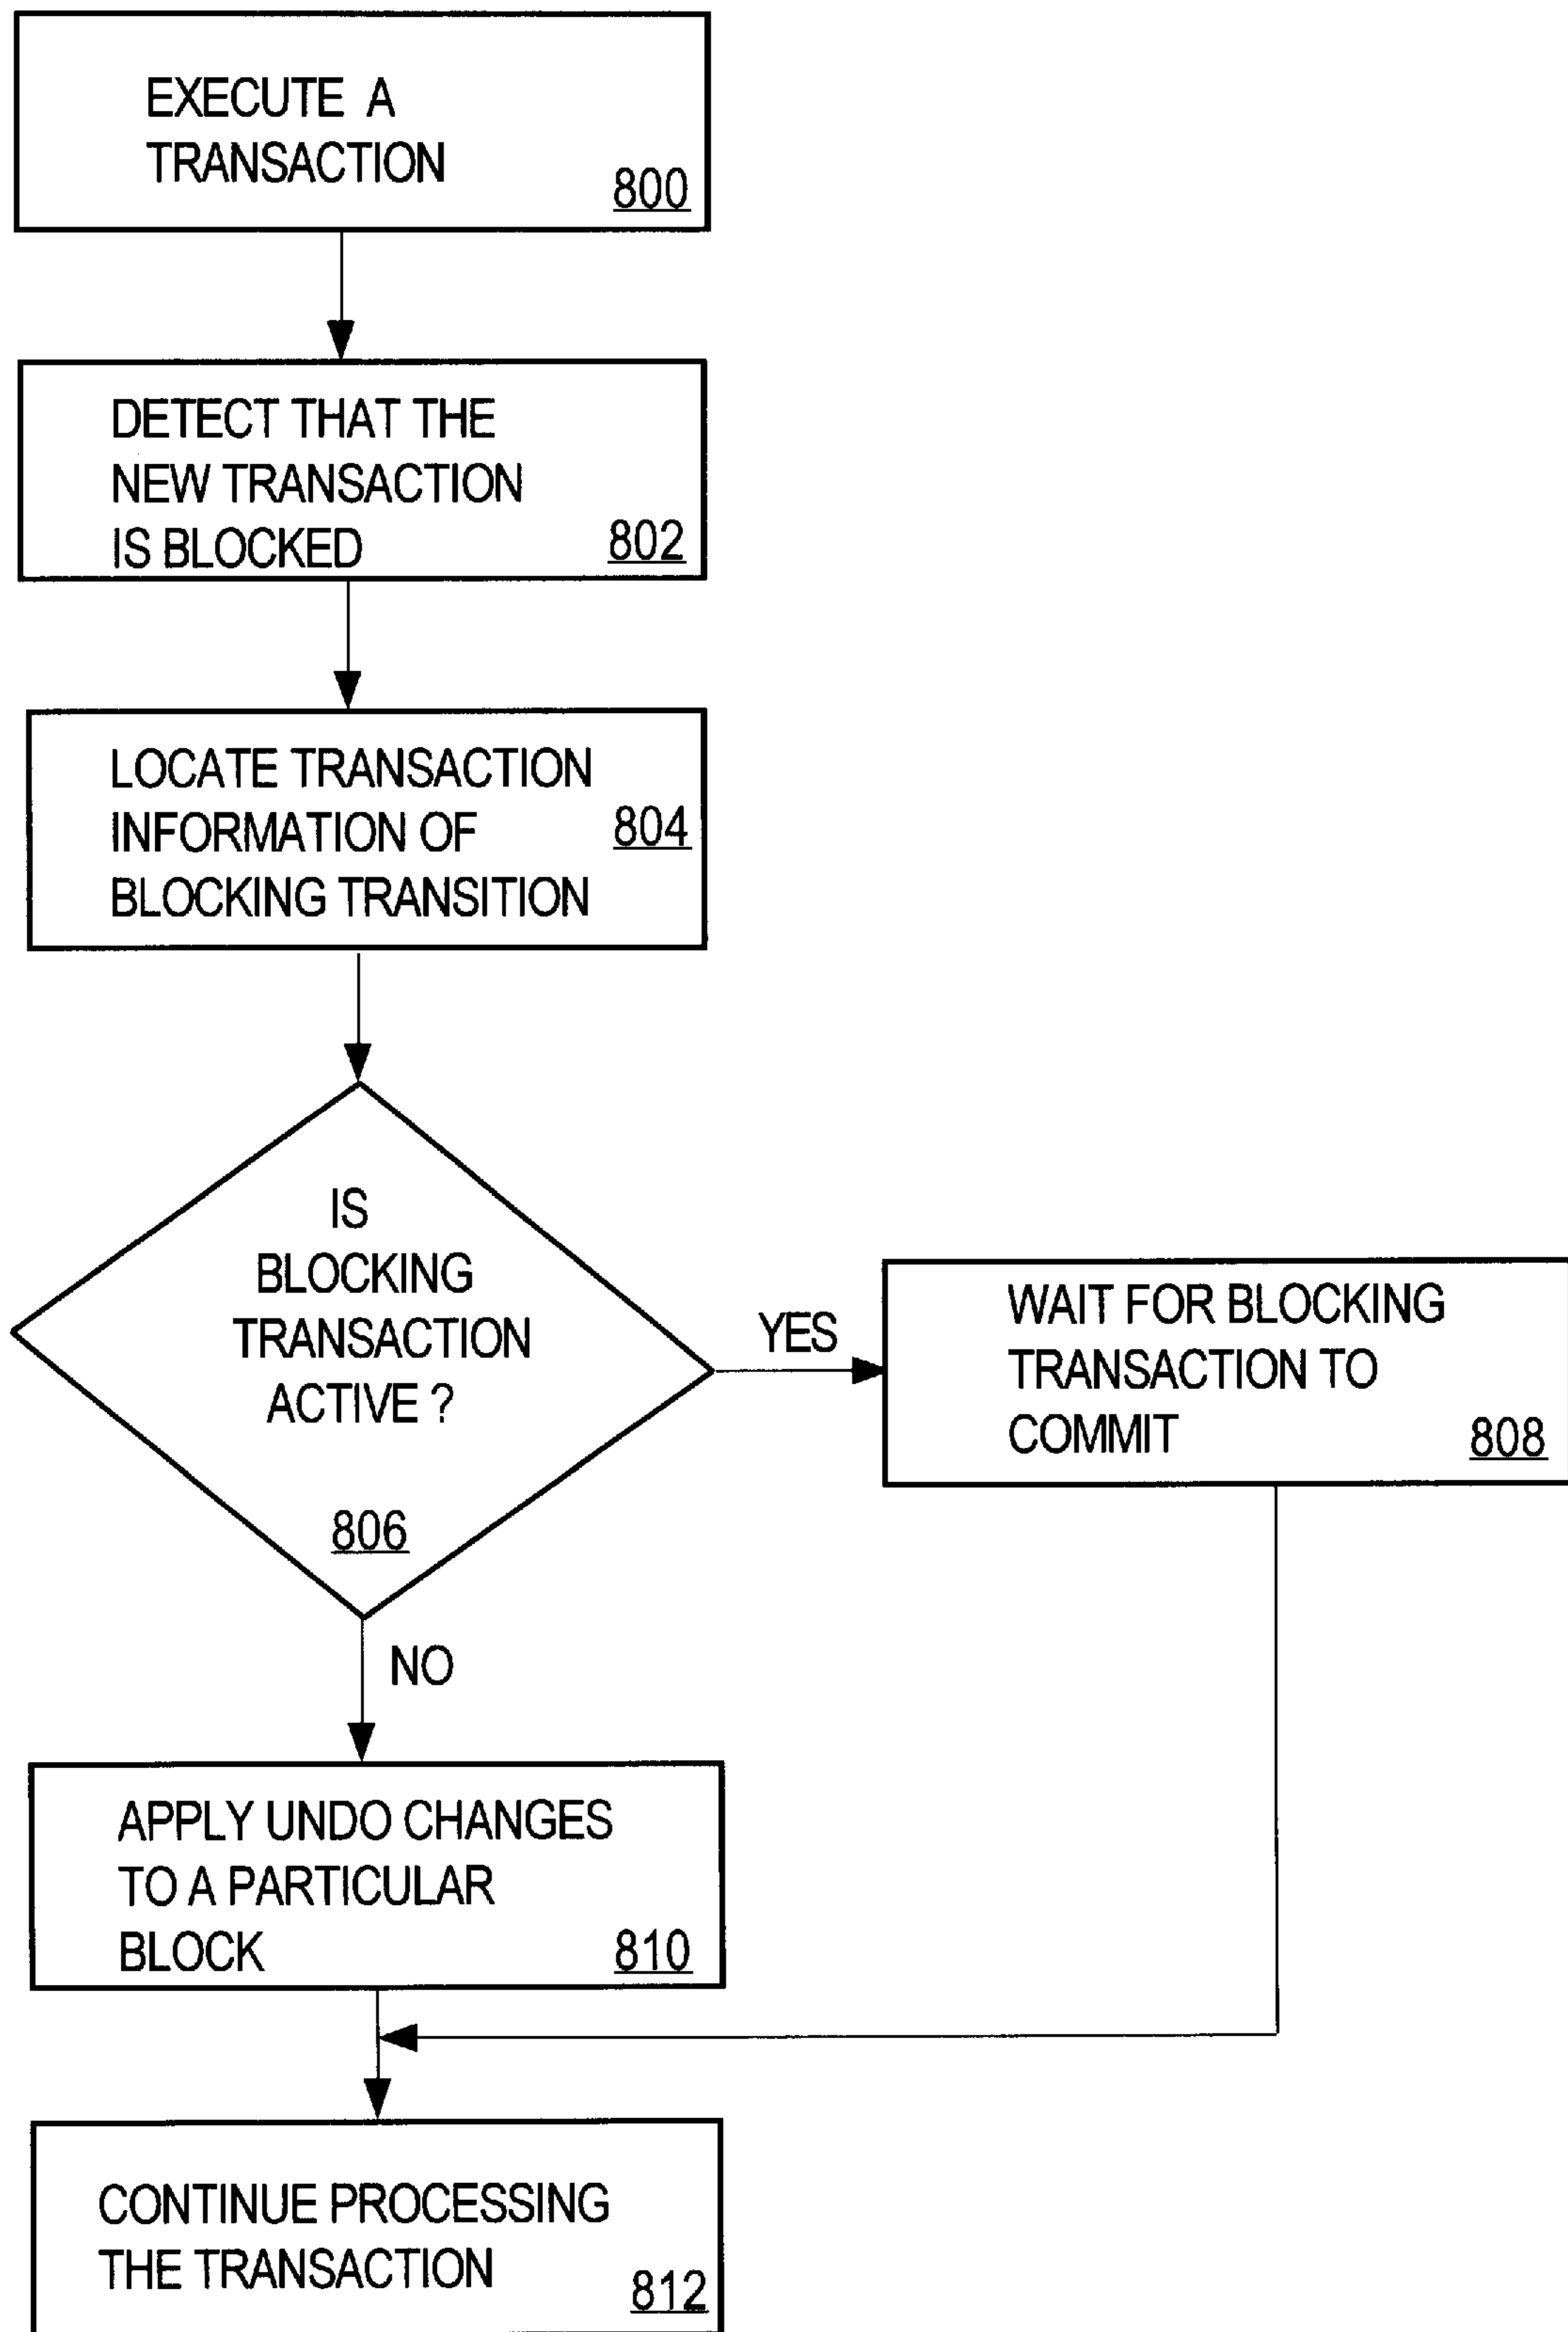 EXECUTE A
TRANSACTION
800
DETECT THAT THE
NEW TRANSACTION
IS BLOCKED
802
LOCATE TRANSACTION
INFORMATION OF
804
BLOCKING TRANSITION
IS
BLOCKING
TRANSACTION
ACTIVE ?
806
YES
WAIT FOR BLOCKING
TRANSACTION TO
COMMIT
808
NO
APPLY UNDO CHANGES
TO A PARTICULAR
BLOCK
810
CONTINUE PROCESSING
THE TRANSACTION
812